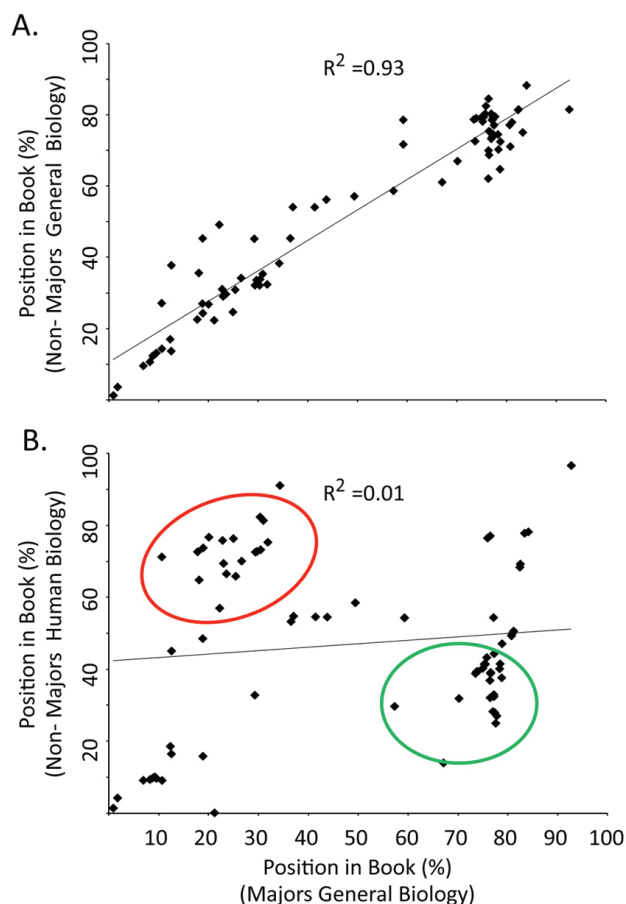 A.
R² =0.93
100
80
60
40
20
Position in Book (%)
(Non- Majors General Biology)
B.
R² =0.01
100
80
60
40
20
Position in Book (%)
(Non- Majors Human Biology)
10 20 30 40 50 60 70 80 90 100
Position in Book (%)
(Majors General Biology)